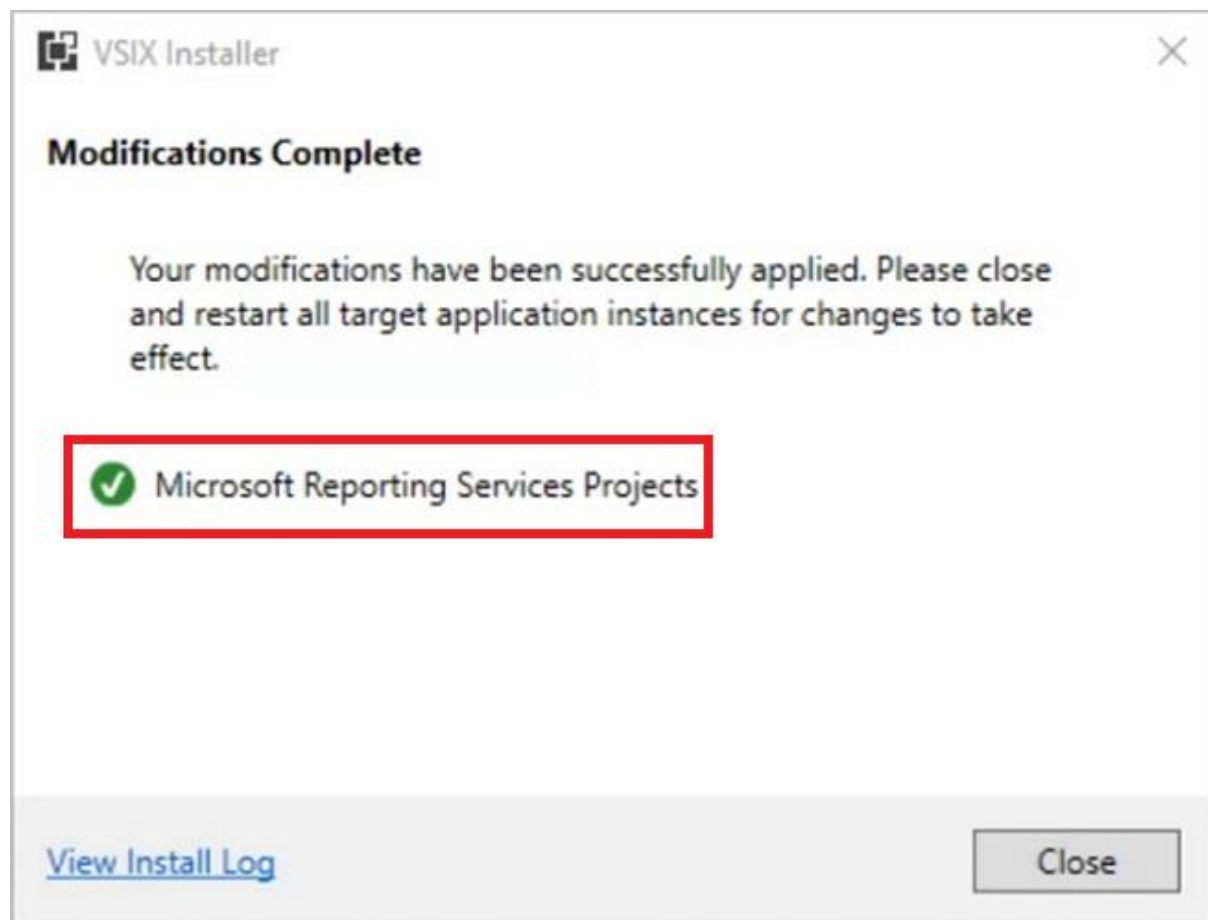 VSIX Installer
Modifications Complete
Your modifications have been successfully applied. Please close
and restart all target application instances for changes to take
effect.
Microsoft Reporting Services Projects
View Install Log
Close